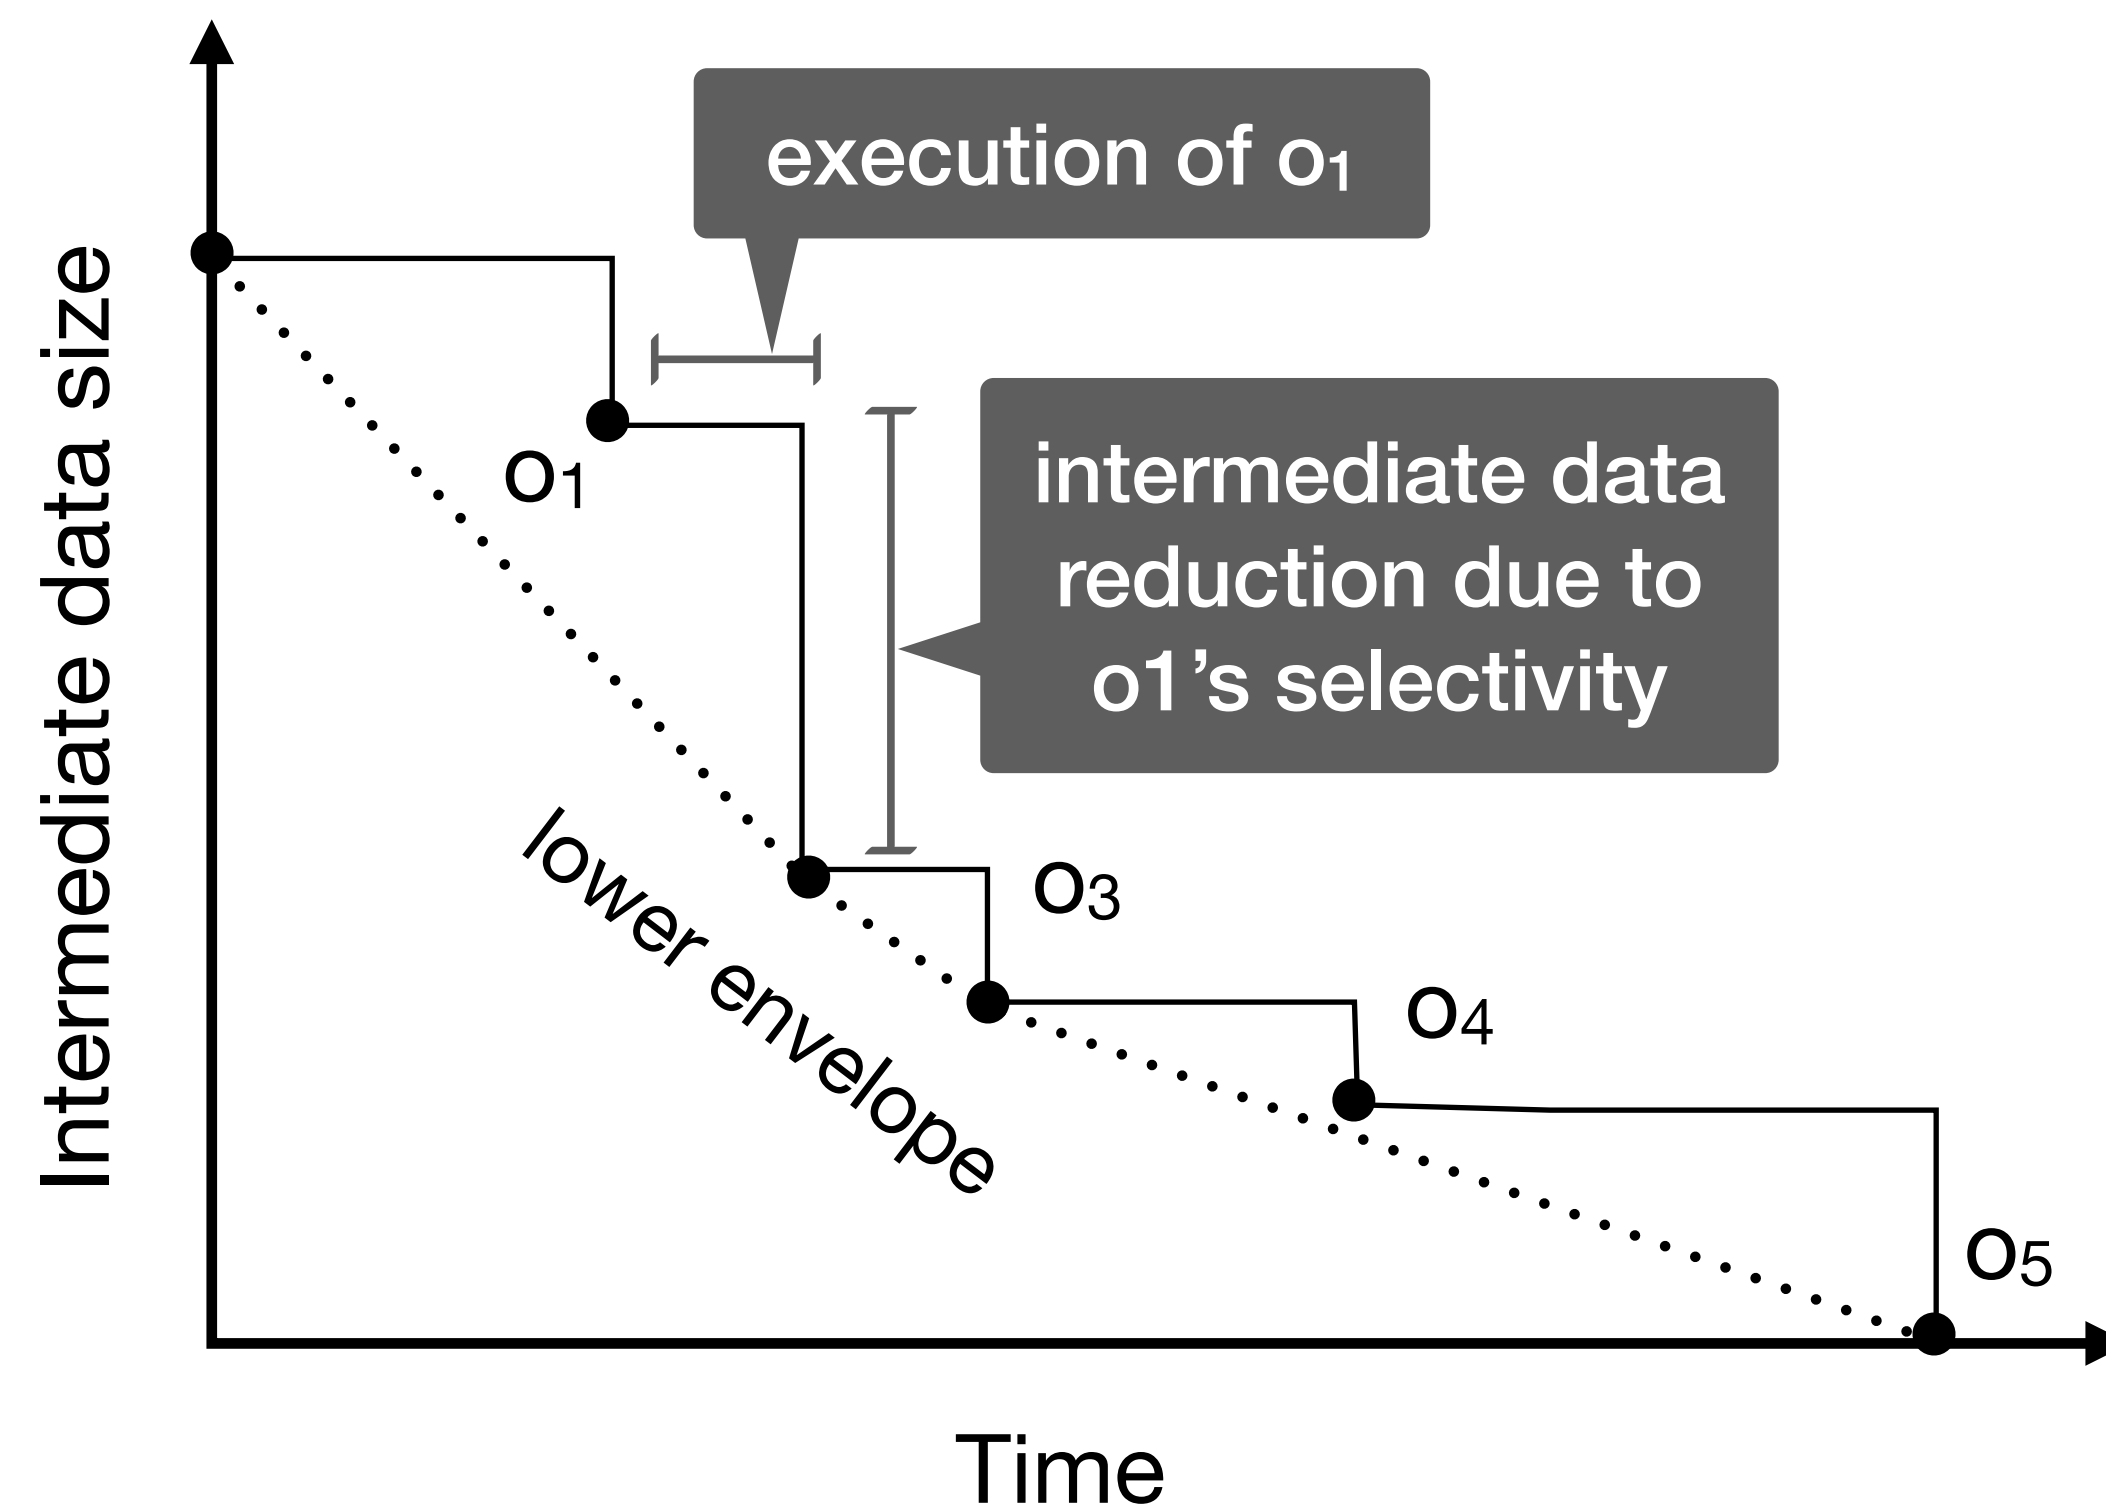 execution of o₁
intermediate data
reduction due to
o1’s selectivity
Intermediate data size
o₁
o₃
lower envelope
o₄
o₅
Time